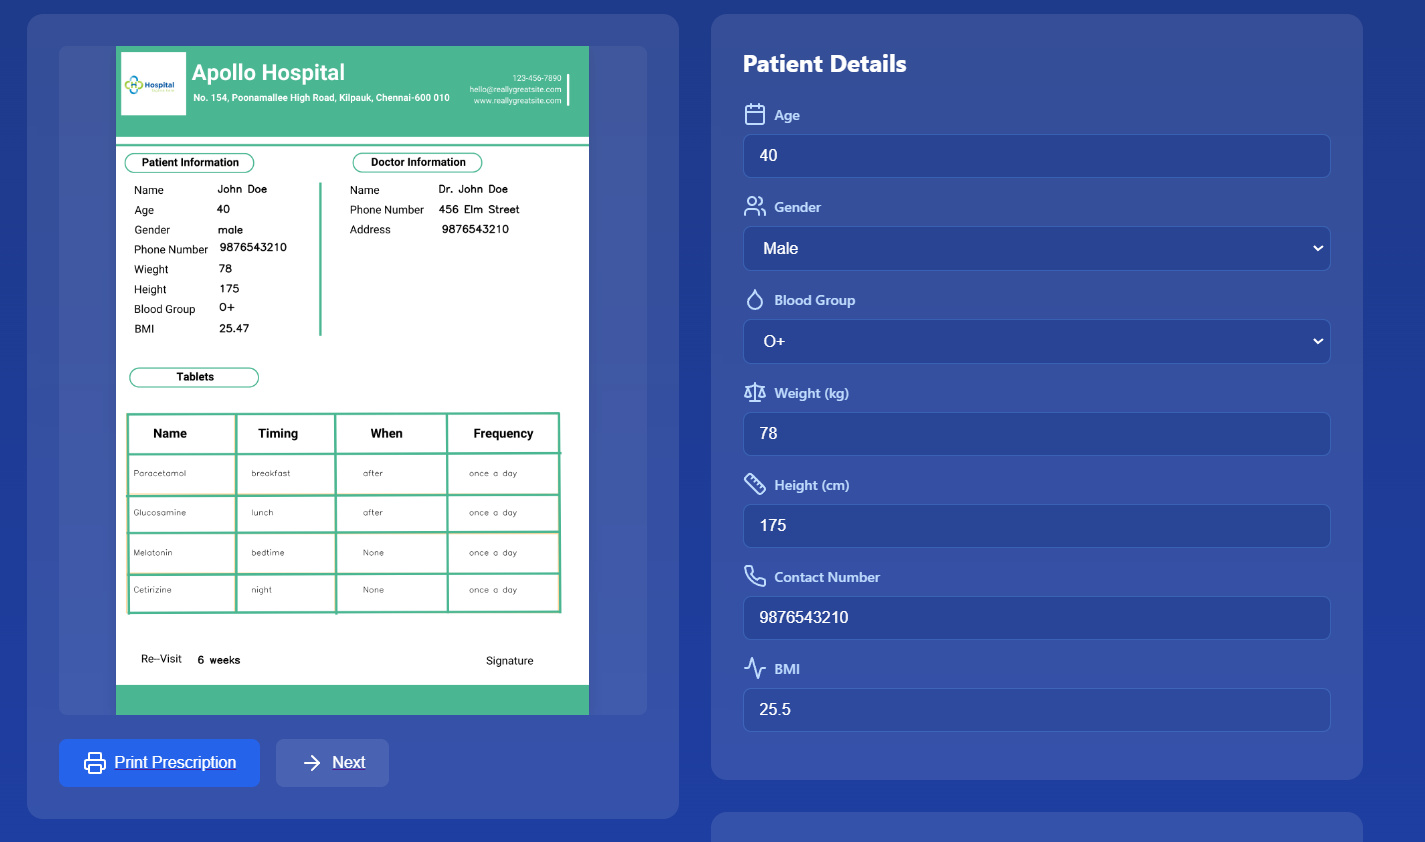 Hospital
Apollo Hospital
No. 154, Poonamallee High Road, Kilpauk, Chennai-600 010
123-456-7890
hello@reallygreatsite.com
www.reallygreatsite.com
Patient Information
Name John Doe
Age 40
Gender male
Phone Number 9876543210
Wieght 78
Height 175
Blood Group O+
BMI 25.47
Doctor Information
Name Dr. John Doe
Phone Number 456 Elm Street
Address 9876543210
Tablets
Name Timing When Frequency
Paracetamol breakfast after once a day
Glucosamine lunch after once a day
Melatonin bedtime None once a day
Cetirizine night None once a day
Re-Visit 6 weeks
Signature
Print Prescription
Next
Patient Details
Age
40
Gender
Male
Blood Group
O+
Weight (kg)
78
Height (cm)
175
Contact Number
9876543210
BMI
25.5